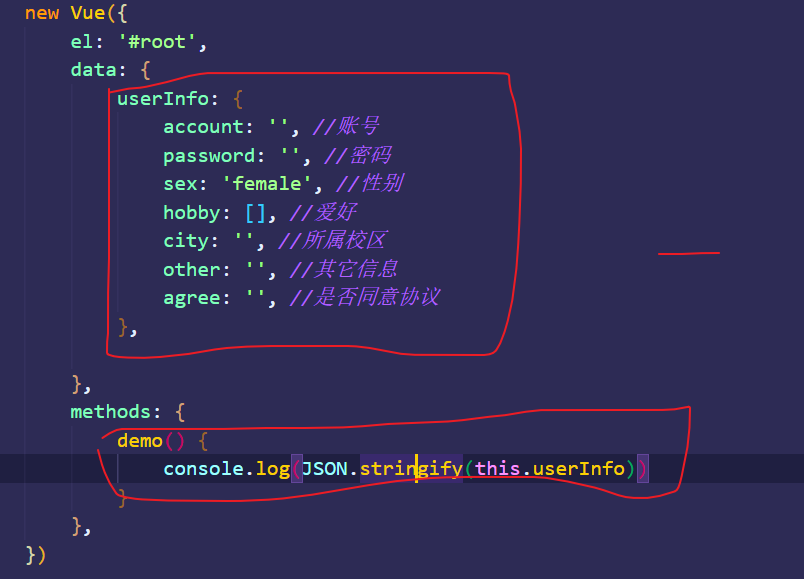 new Vue({
el: '#root',
data: {
userInfo: {
account: '', //账号
password: '', //密码
sex: 'female', //性别
hobby: [], //爱好
city: '', //所属校区
other: '', //其它信息
agree: '', //是否同意协议
},
},
methods: {
demo() {
console.log(JSON.stringify(this.userInfo))
}
},
})